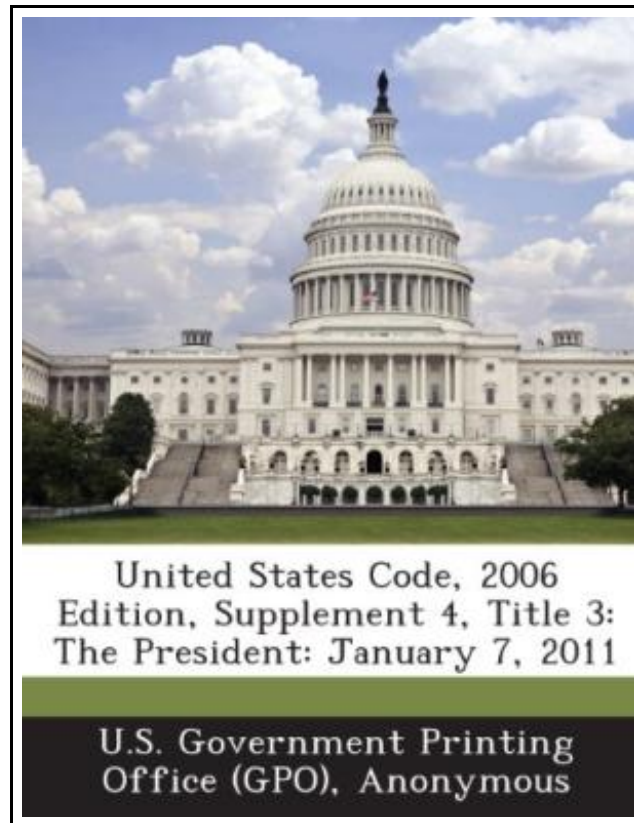 United States Code, 2006
Edition, Supplement 4, Title 3:
The President: January 7, 2011
U.S. Government Printing
Office (GPO), Anonymous